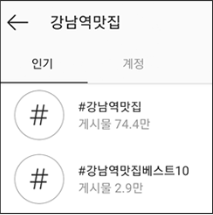 강남역맛집
인기 계정
#
#강남역맛집
게시물 74.4만
#
#강남역맛집베스트10
게시물 2.9만